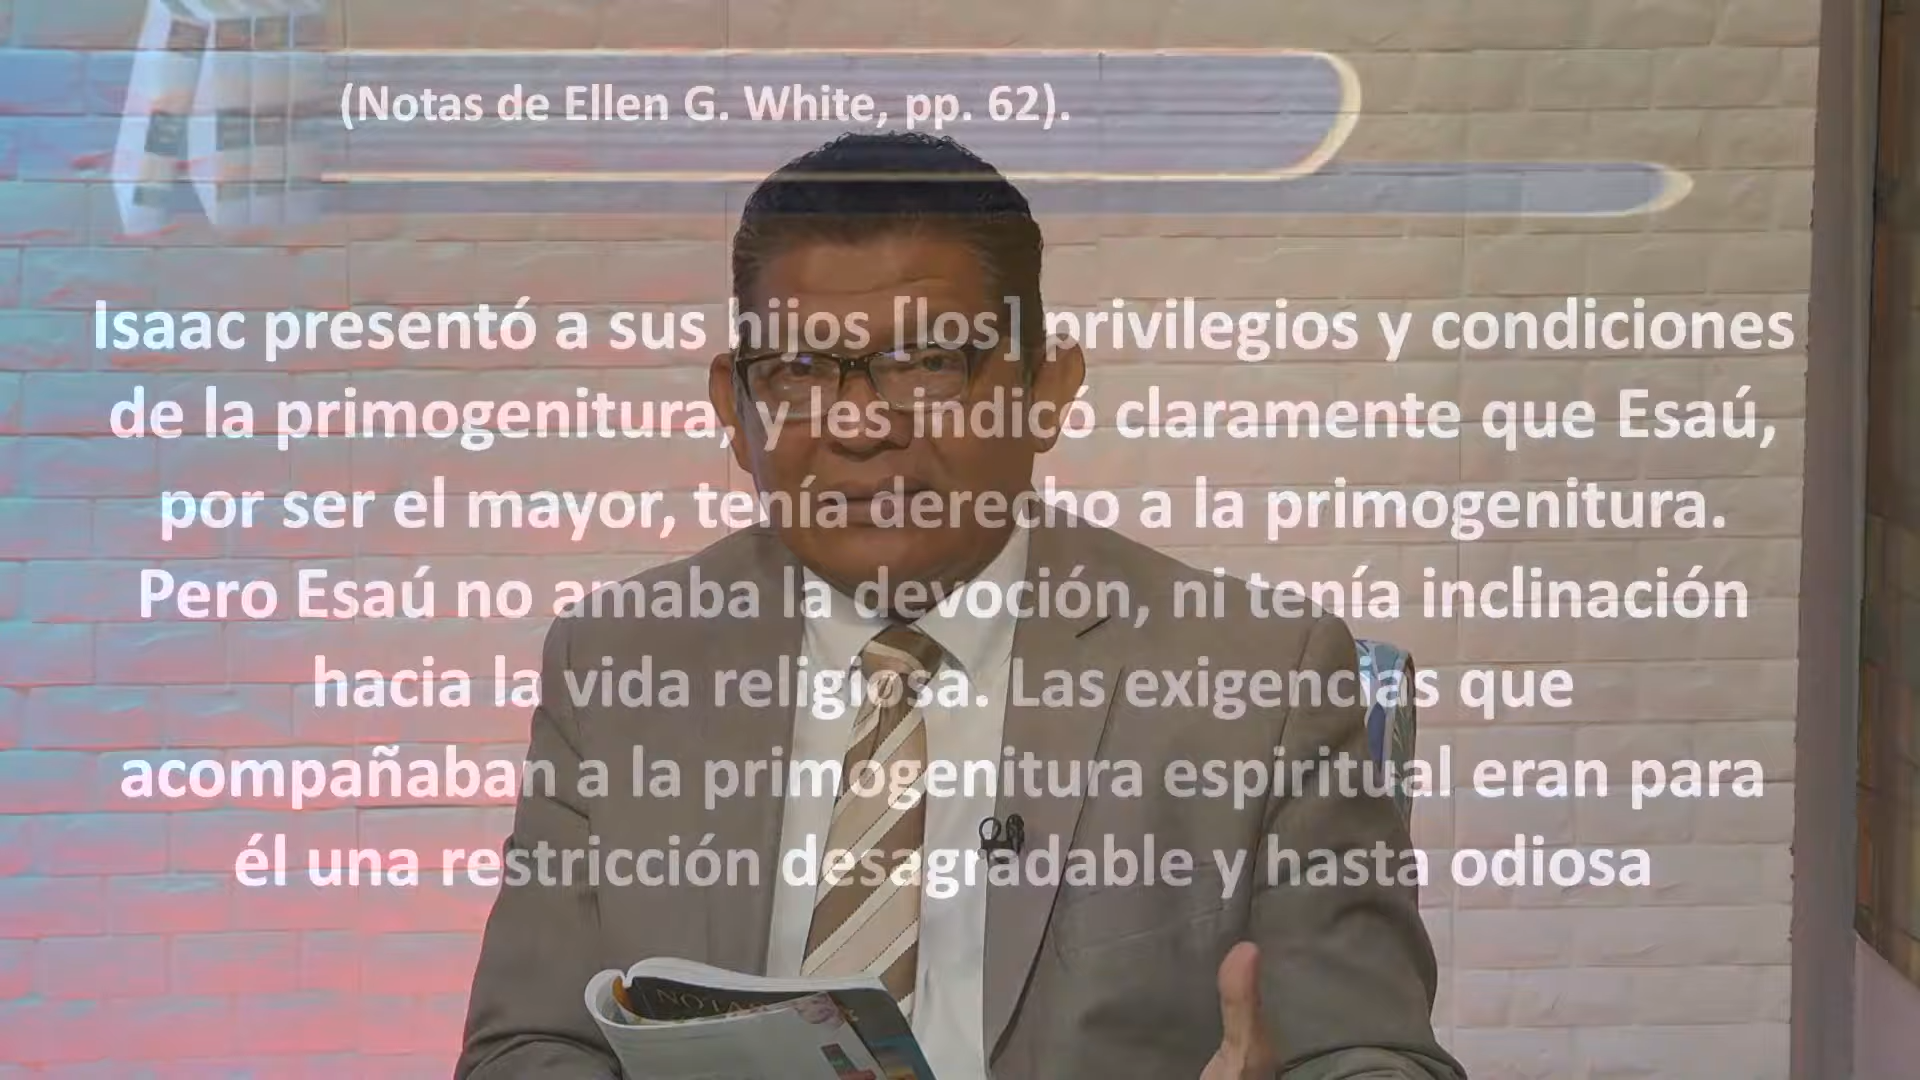 (Notas de Ellen G. White, pp. 62).
Isaac presentó a sus hijos [los] privilegios y condiciones
de la primogenitura, y les indicó claramente que Esaú,
por ser el mayor, tenía derecho a la primogenitura.
Pero Esaú no amaba la devoción, ni tenía inclinación
hacia la vida religiosa. Las exigencias que
acompañaban a la primogenitura espiritual eran para
él una restricción desagradable y hasta odiosa